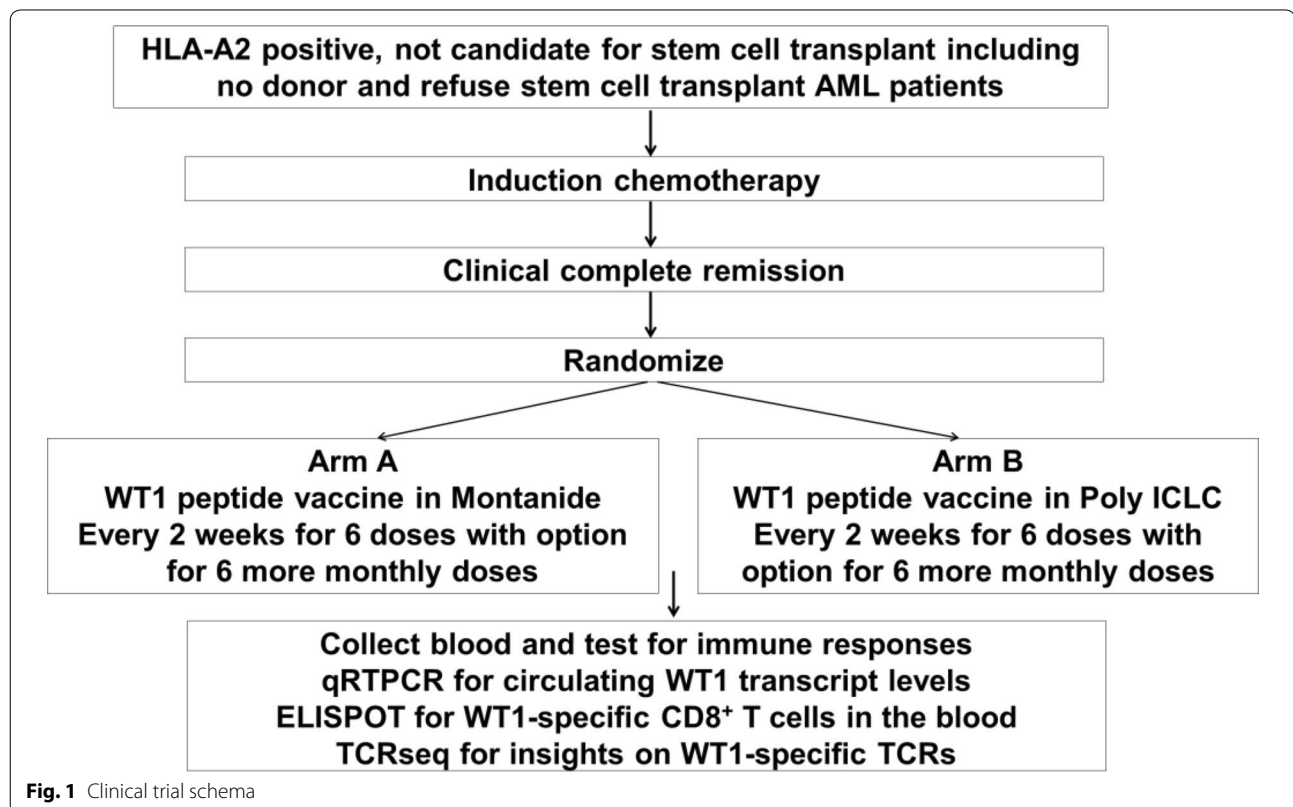 HLA-A2 positive, not candidate for stem cell transplant including
no donor and refuse stem cell transplant AML patients
Induction chemotherapy
Clinical complete remission
Randomize
Arm A
WT1 peptide vaccine in Montanide
Every 2 weeks for 6 doses with option
for 6 more monthly doses
Arm B
WT1 peptide vaccine in Poly ICLC
Every 2 weeks for 6 doses with
option for 6 more monthly doses
Collect blood and test for immune responses
qRTPCR for circulating WT1 transcript levels
ELISPOT for WT1-specific CD8⁺ T cells in the blood
TCRseq for insights on WT1-specific TCRs
Fig. 1 Clinical trial schema